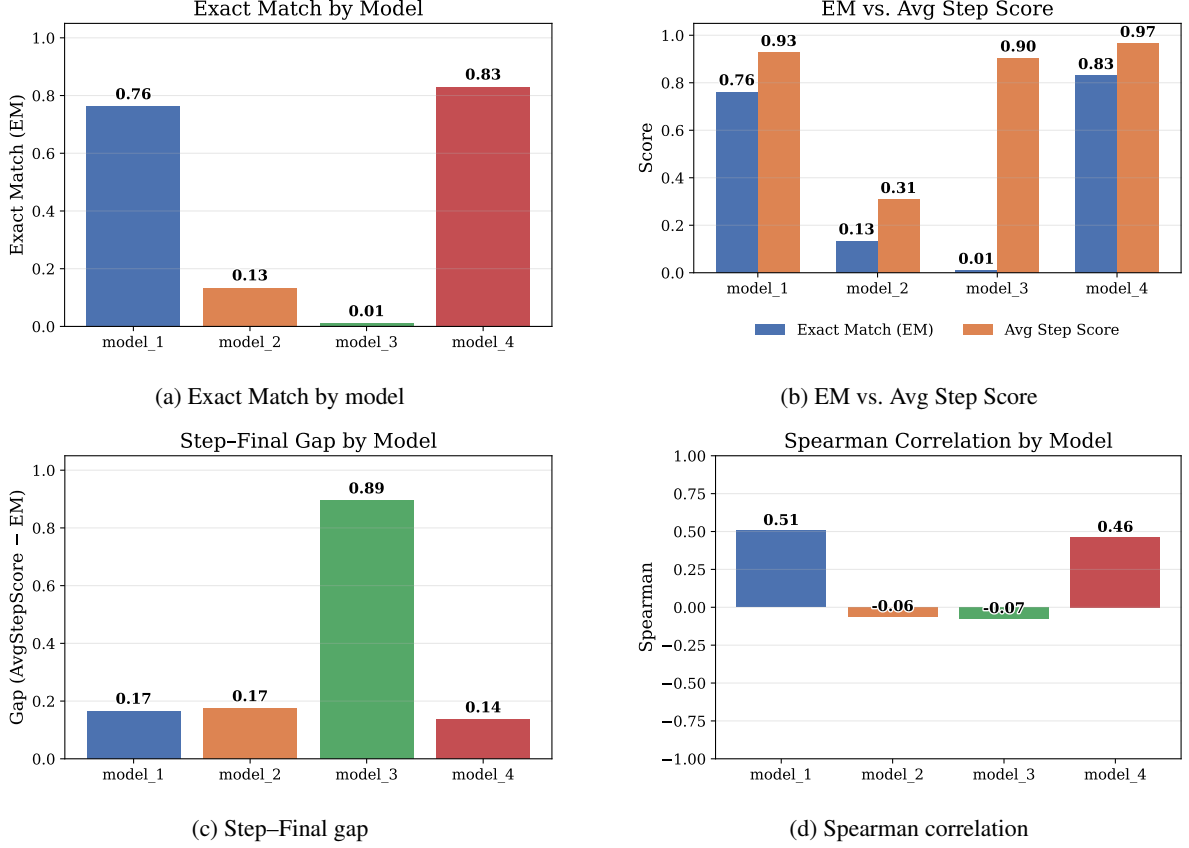 Exact Match by Model
Exact Match (EM)
1.0
0.8
0.6
0.4
0.2
0.0
0.76
0.13
0.01
0.83
model_1 model_2 model_3 model_4
(a) Exact Match by model
EM vs. Avg Step Score
Score
1.0
0.8
0.6
0.4
0.2
0.0
0.76 0.93
0.13 0.31
0.01 0.90
0.83 0.97
model_1 model_2 model_3 model_4
Exact Match (EM) Avg Step Score
(b) EM vs. Avg Step Score
Step–Final Gap by Model
Gap (AvgStepScore − EM)
1.0
0.8
0.6
0.4
0.2
0.0
0.17
0.17
0.89
0.14
model_1 model_2 model_3 model_4
(c) Step–Final gap
Spearman Correlation by Model
Spearman
1.00
0.75
0.50
0.25
0.00
−0.25
−0.50
−0.75
−1.00
0.51
-0.06
-0.07
0.46
model_1 model_2 model_3 model_4
(d) Spearman correlation